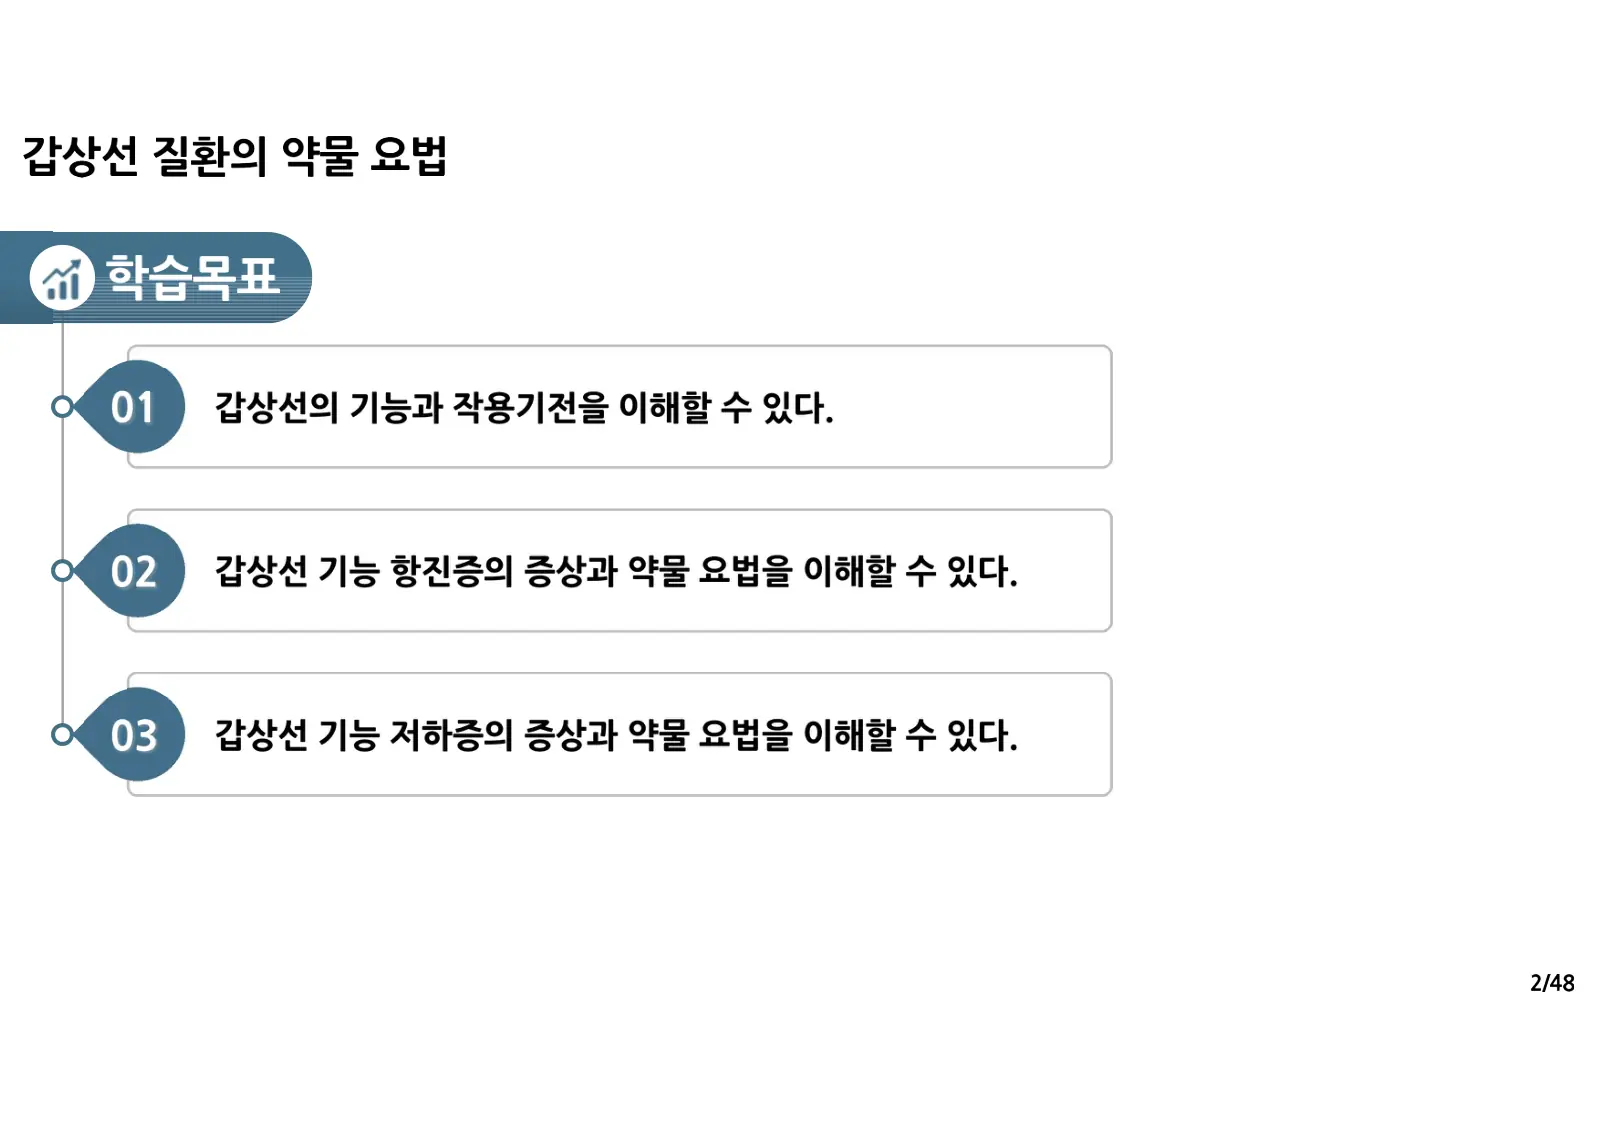 갑상선 질환의 약물 요법
학습목표
01 갑상선의 기능과 작용기전을 이해할 수 있다.
02 갑상선 기능 항진증의 증상과 약물 요법을 이해할 수 있다.
03 갑상선 기능 저하증의 증상과 약물 요법을 이해할 수 있다.
2/48